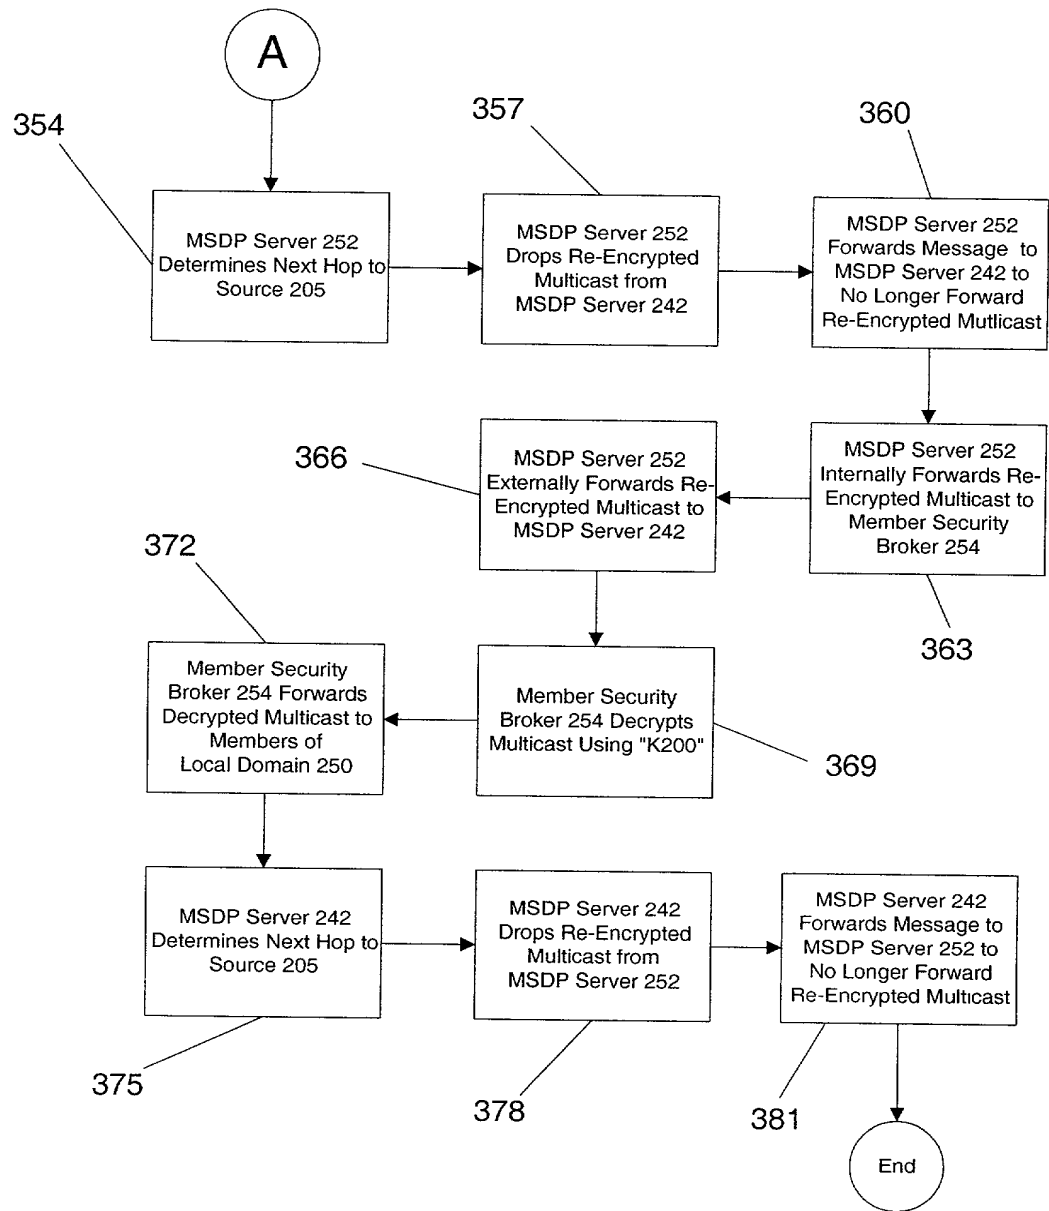 A
354
357
360
MSDP Server 252
Determines Next Hop to
Source 205
MSDP Server 252
Drops Re-Encrypted
Multicast from
MSDP Server 242
MSDP Server 252
Forwards Message to
MSDP Server 242 to
No Longer Forward
Re-Encrypted Mutlicast
366
MSDP Server 252
Externally Forwards Re-
Encrypted Multicast to
MSDP Server 242
MSDP Server 252
Internally Forwards Re-
Encrypted Multicast to
Member Security
Broker 254
363
372
Member Security
Broker 254 Forwards
Decrypted Multicast to
Members of
Local Domain 250
Member Security
Broker 254 Decrypts
Multicast Using "K200"
369
MSDP Server 242
Determines Next Hop to
Source 205
MSDP Server 242
Drops Re-Encrypted
Multicast from
MSDP Server 252
MSDP Server 242
Forwards Message to
MSDP Server 252 to
No Longer Forward
Re-Encrypted Multicast
375
378
381
End